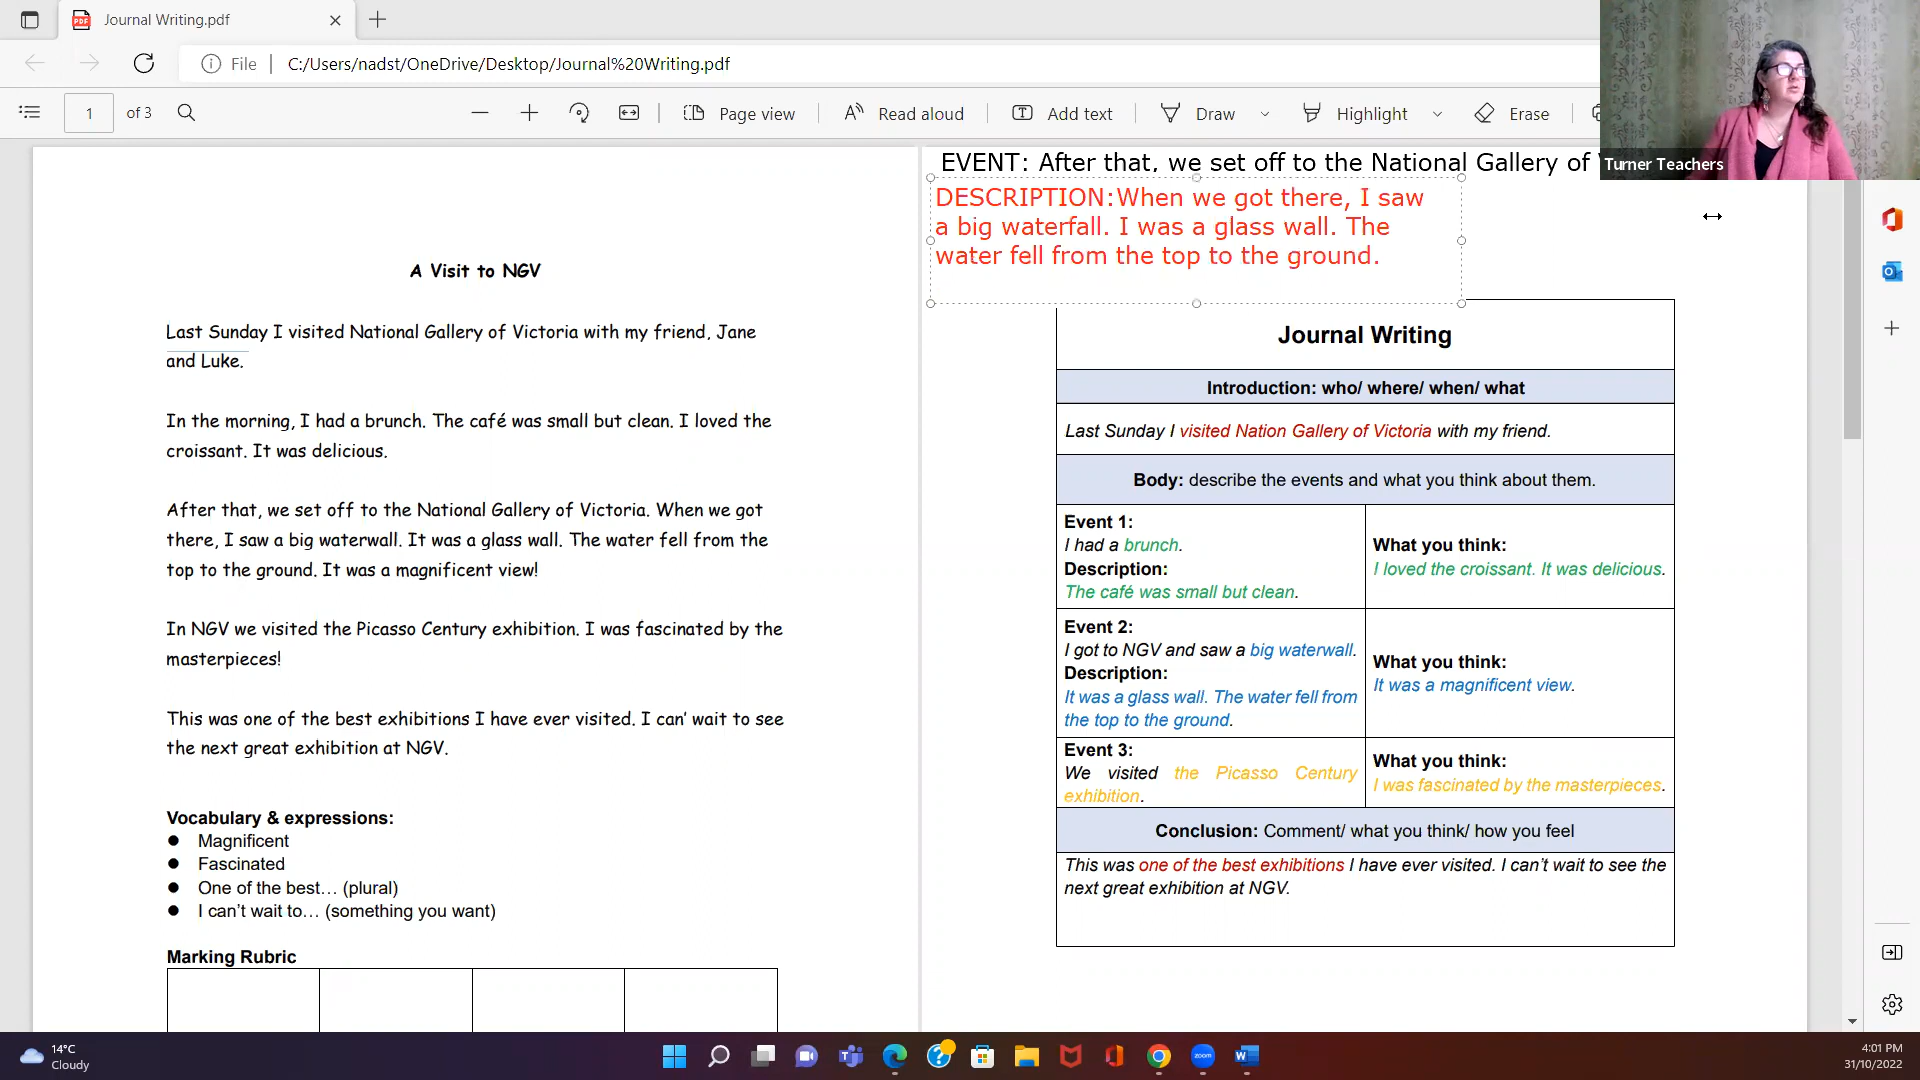 Journal Writing.pdf
File
C:/Users/nadst/OneDrive/Desktop/Journal%20Writing.pdf
1 of 3
Page view
Read aloud
Add text
Draw
Highlight
Erase
Turner Teachers
A Visit to NGV
Last Sunday I visited National Gallery of Victoria with my friend, Jane
and Luke.
In the morning, I had a brunch. The café was small but clean. I loved the
croissant. It was delicious.
After that, we set off to the National Gallery of Victoria. When we got
there, I saw a big waterwall. It was a glass wall. The water fell from the
top to the ground. It was a magnificent view!
In NGV we visited the Picasso Century exhibition. I was fascinated by the
masterpieces!
This was one of the best exhibitions I have ever visited. I can' wait to see
the next great exhibition at NGV.
Vocabulary & expressions:
● Magnificent
● Fascinated
● One of the best… (plural)
● I can't wait to… (something you want)
Marking Rubric
EVENT: After that, we set off to the National Gallery of
DESCRIPTION:When we got there, I saw
a big waterfall. I was a glass wall. The
water fell from the top to the ground.
Journal Writing
Introduction: who/ where/ when/ what
Last Sunday I visited Nation Gallery of Victoria with my friend.
Body: describe the events and what you think about them.
Event 1:
I had a brunch.
Description:
The café was small but clean.
What you think:
I loved the croissant. It was delicious.
Event 2:
I got to NGV and saw a big waterwall.
Description:
It was a glass wall. The water fell from
the top to the ground.
What you think:
It was a magnificent view.
Event 3:
We visited the Picasso Century
exhibition.
What you think:
I was fascinated by the masterpieces.
Conclusion: Comment/ what you think/ how you feel
This was one of the best exhibitions I have ever visited. I can't wait to see the
next great exhibition at NGV.
14°C
Cloudy
4:01 PM
31/10/2022